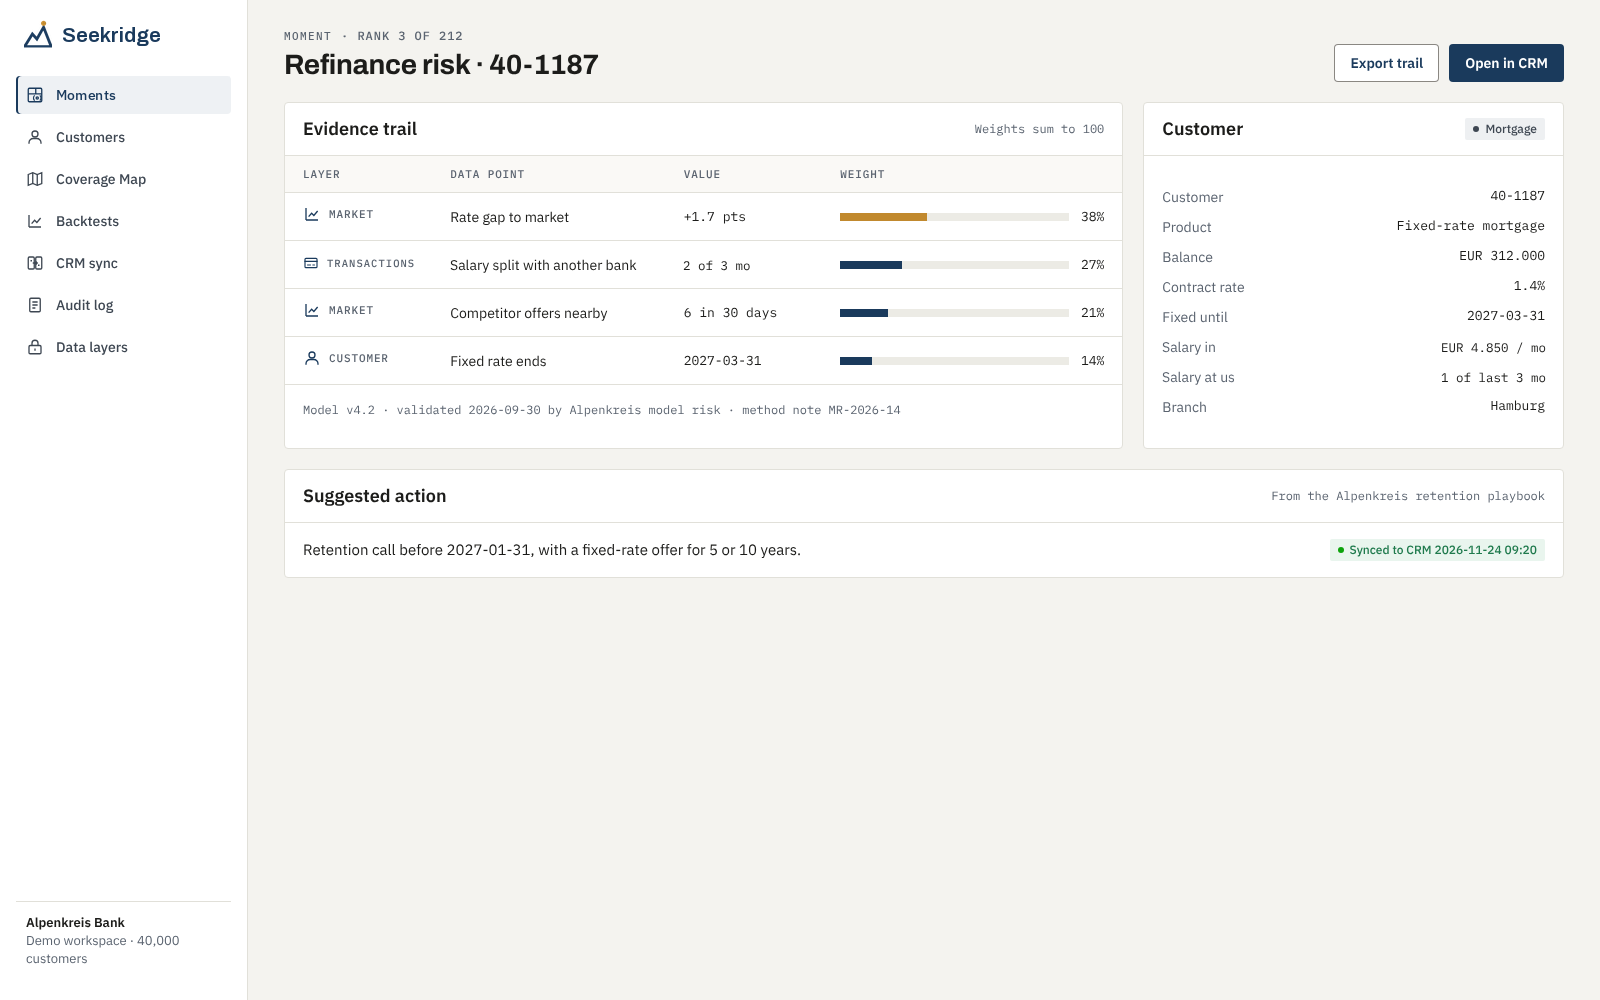 Seekridge
Moments
Customers
Coverage Map
Backtests
CRM sync
Audit log
Data layers
Alpenkreis Bank
Demo workspace · 40,000
customers
MOMENT · RANK 3 OF 212
Refinance risk · 40-1187
Export trail
Open in CRM
Evidence trail
Weights sum to 100
LAYER DATA POINT VALUE WEIGHT
MARKET Rate gap to market +1.7 pts 38%
TRANSACTIONS Salary split with another bank 2 of 3 mo 27%
MARKET Competitor offers nearby 6 in 30 days 21%
CUSTOMER Fixed rate ends 2027-03-31 14%
Model v4.2 · validated 2026-09-30 by Alpenkreis model risk · method note MR-2026-14
Customer
Mortgage
Customer 40-1187
Product Fixed-rate mortgage
Balance EUR 312.000
Contract rate 1.4%
Fixed until 2027-03-31
Salary in EUR 4.850 / mo
Salary at us 1 of last 3 mo
Branch Hamburg
Suggested action
From the Alpenkreis retention playbook
Retention call before 2027-01-31, with a fixed-rate offer for 5 or 10 years.
Synced to CRM 2026-11-24 09:20